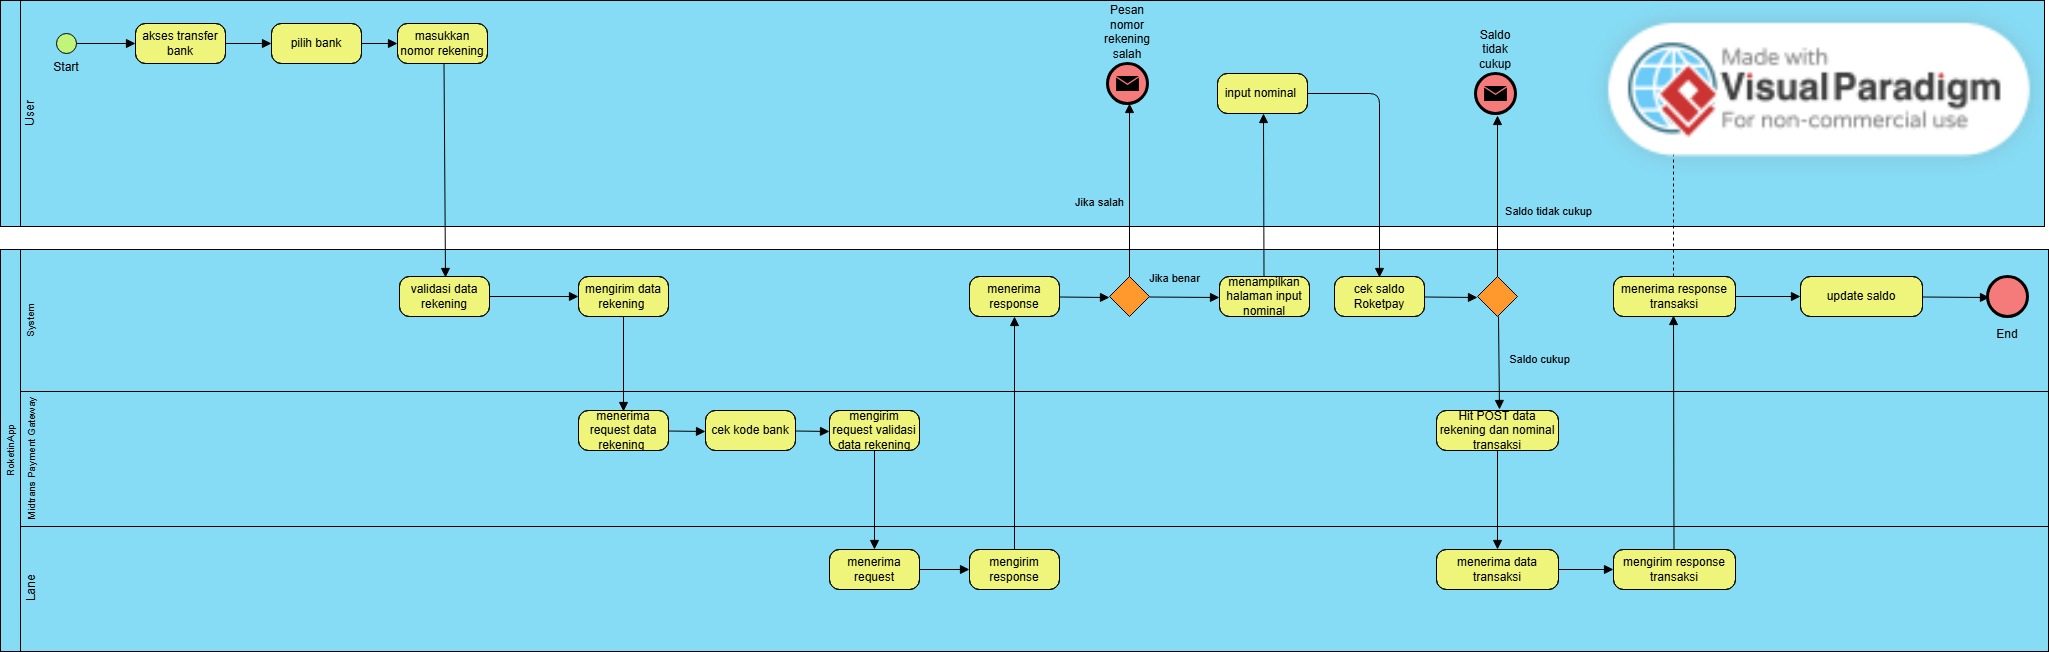 User
Start
akses transfer
bank
pilih bank
masukkan
nomor rekening
Pesan
nomor
rekening
salah
Jika salah
input nominal
Saldo
tidak
cukup
Saldo tidak cukup
Made with
Visual Paradigm
For non-commercial use
RoketinApp
System
validasi data
rekening
mengirim data
rekening
menerima
response
Jika benar
menampilkan
halaman input
nominal
cek saldo
Roketpay
Saldo cukup
menerima response
transaksi
update saldo
End
Midtrans Payment Gateway
menerima
request data
rekening
cek kode bank
mengirim
request validasi
data rekening
Hit POST data
rekening dan nominal
transaksi
Lane
menerima
request
mengirim
response
menerima data
transaksi
mengirim response
transaksi